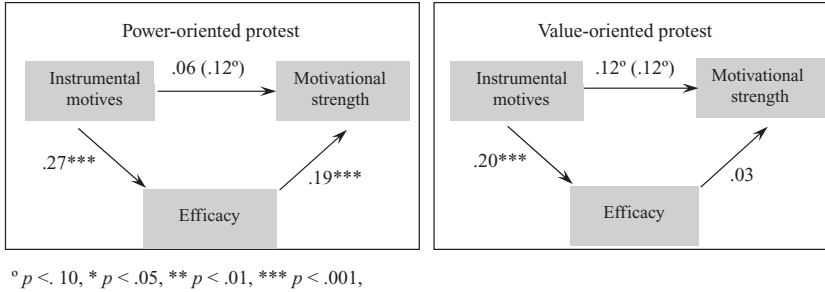 Power-oriented protest
Instrumental
motives
.06 (.12º)
Motivational
strength
.27***
.19***
Efficacy
Value-oriented protest
Instrumental
motives
.12º (.12º)
Motivational
strength
.20***
.03
Efficacy
º p <. 10, * p < .05, ** p < .01, *** p < .001,